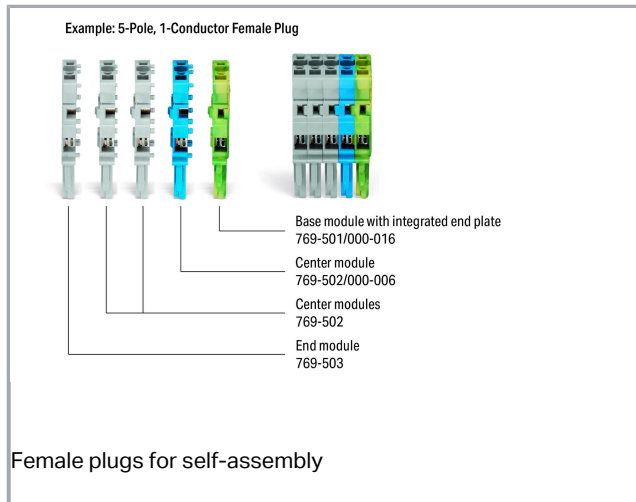 Example: 5-Pole, 1-Conductor Female Plug
Base module with integrated end plate
769-501/000-016
Center module
769-502/000-006
Center modules
769-502
End module
769-503
Female plugs for self-assembly